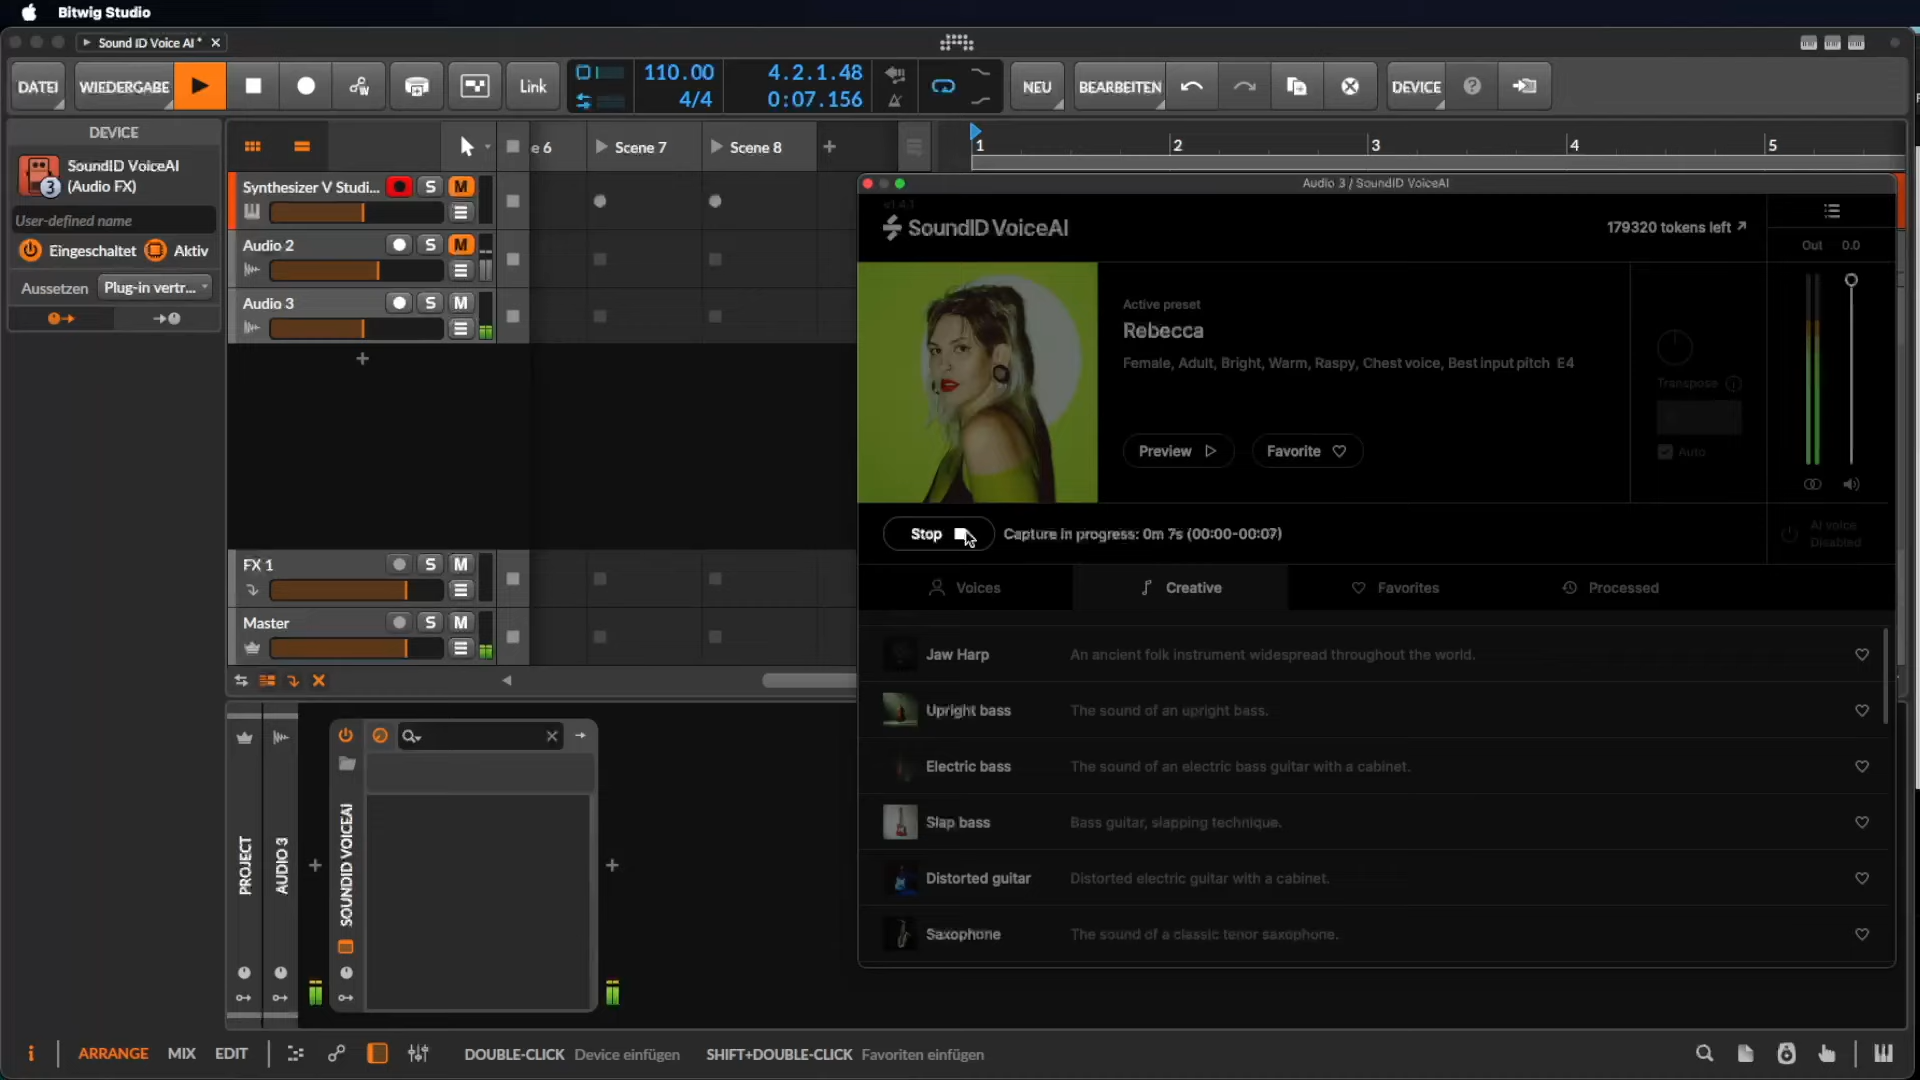 Bitwig Studio
Sound ID Voice AI *
DATEI
WIEDERGABE
Link
110.00
4/4
4.2.1.48
0:07.156
NEU
BEARBEITEN
DEVICE
DEVICE
SoundID VoiceAI
(Audio FX)
3
User-defined name
Eingeschaltet
Aktiv
Aussetzen
Plug-in vertr...
e 6
Scene 7
Scene 8
1
2
3
4
5
Synthesizer V Studi...
S
M
Audio 2
S
M
Audio 3
S
M
FX 1
S
M
Master
S
M
Audio 3 / SoundID VoiceAI
v1.4.1
SoundID VoiceAI
179320 tokens left
Out
0.0
Active preset
Rebecca
Female, Adult, Bright, Warm, Raspy, Chest voice, Best input pitch E4
Transpose
Auto
Preview
Favorite
Stop
Capture in progress: 0m 7s (00:00-00:07)
AI voice
Disabled
Voices
Creative
Favorites
Processed
Jaw Harp
An ancient folk instrument widespread throughout the world.
Upright bass
The sound of an upright bass.
Electric bass
The sound of an electric bass guitar with a cabinet.
Slap bass
Bass guitar, slapping technique.
Distorted guitar
Distorted electric guitar with a cabinet.
Saxophone
The sound of a classic tenor saxophone.
PROJECT
AUDIO 3
SOUNDID VOICEAI
ARRANGE
MIX
EDIT
DOUBLE-CLICK Device einfügen
SHIFT+DOUBLE-CLICK Favoriten einfügen